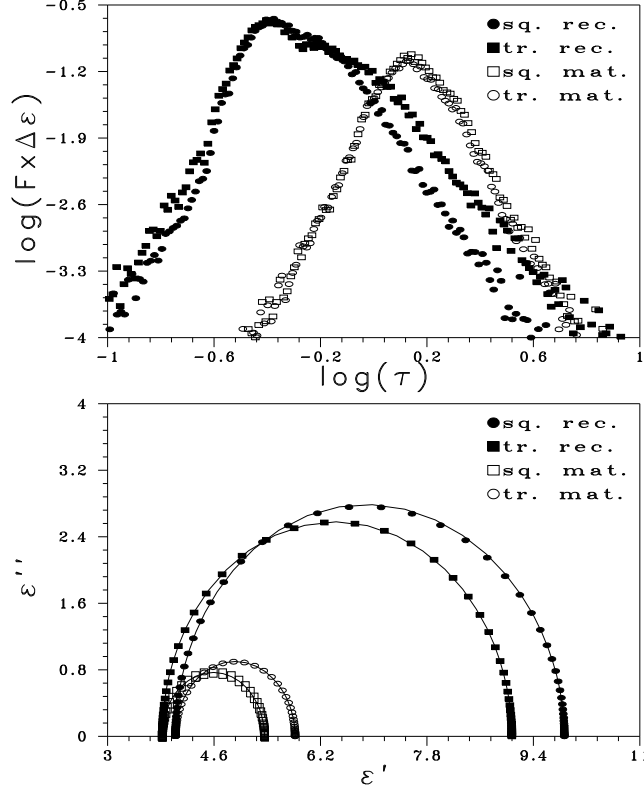 -0.5
-1.2
-1.9
-2.6
-3.3
-4
log(F x Δ ε)
sq. rec.
tr. rec.
sq. mat.
tr. mat.
-1
-0.6
-0.2
0.2
0.6
1
log(τ)
4
3.2
2.4
1.6
0.8
0
ε''
sq. rec.
tr. rec.
sq. mat.
tr. mat.
3
4.6
6.2
7.8
9.4
ε'